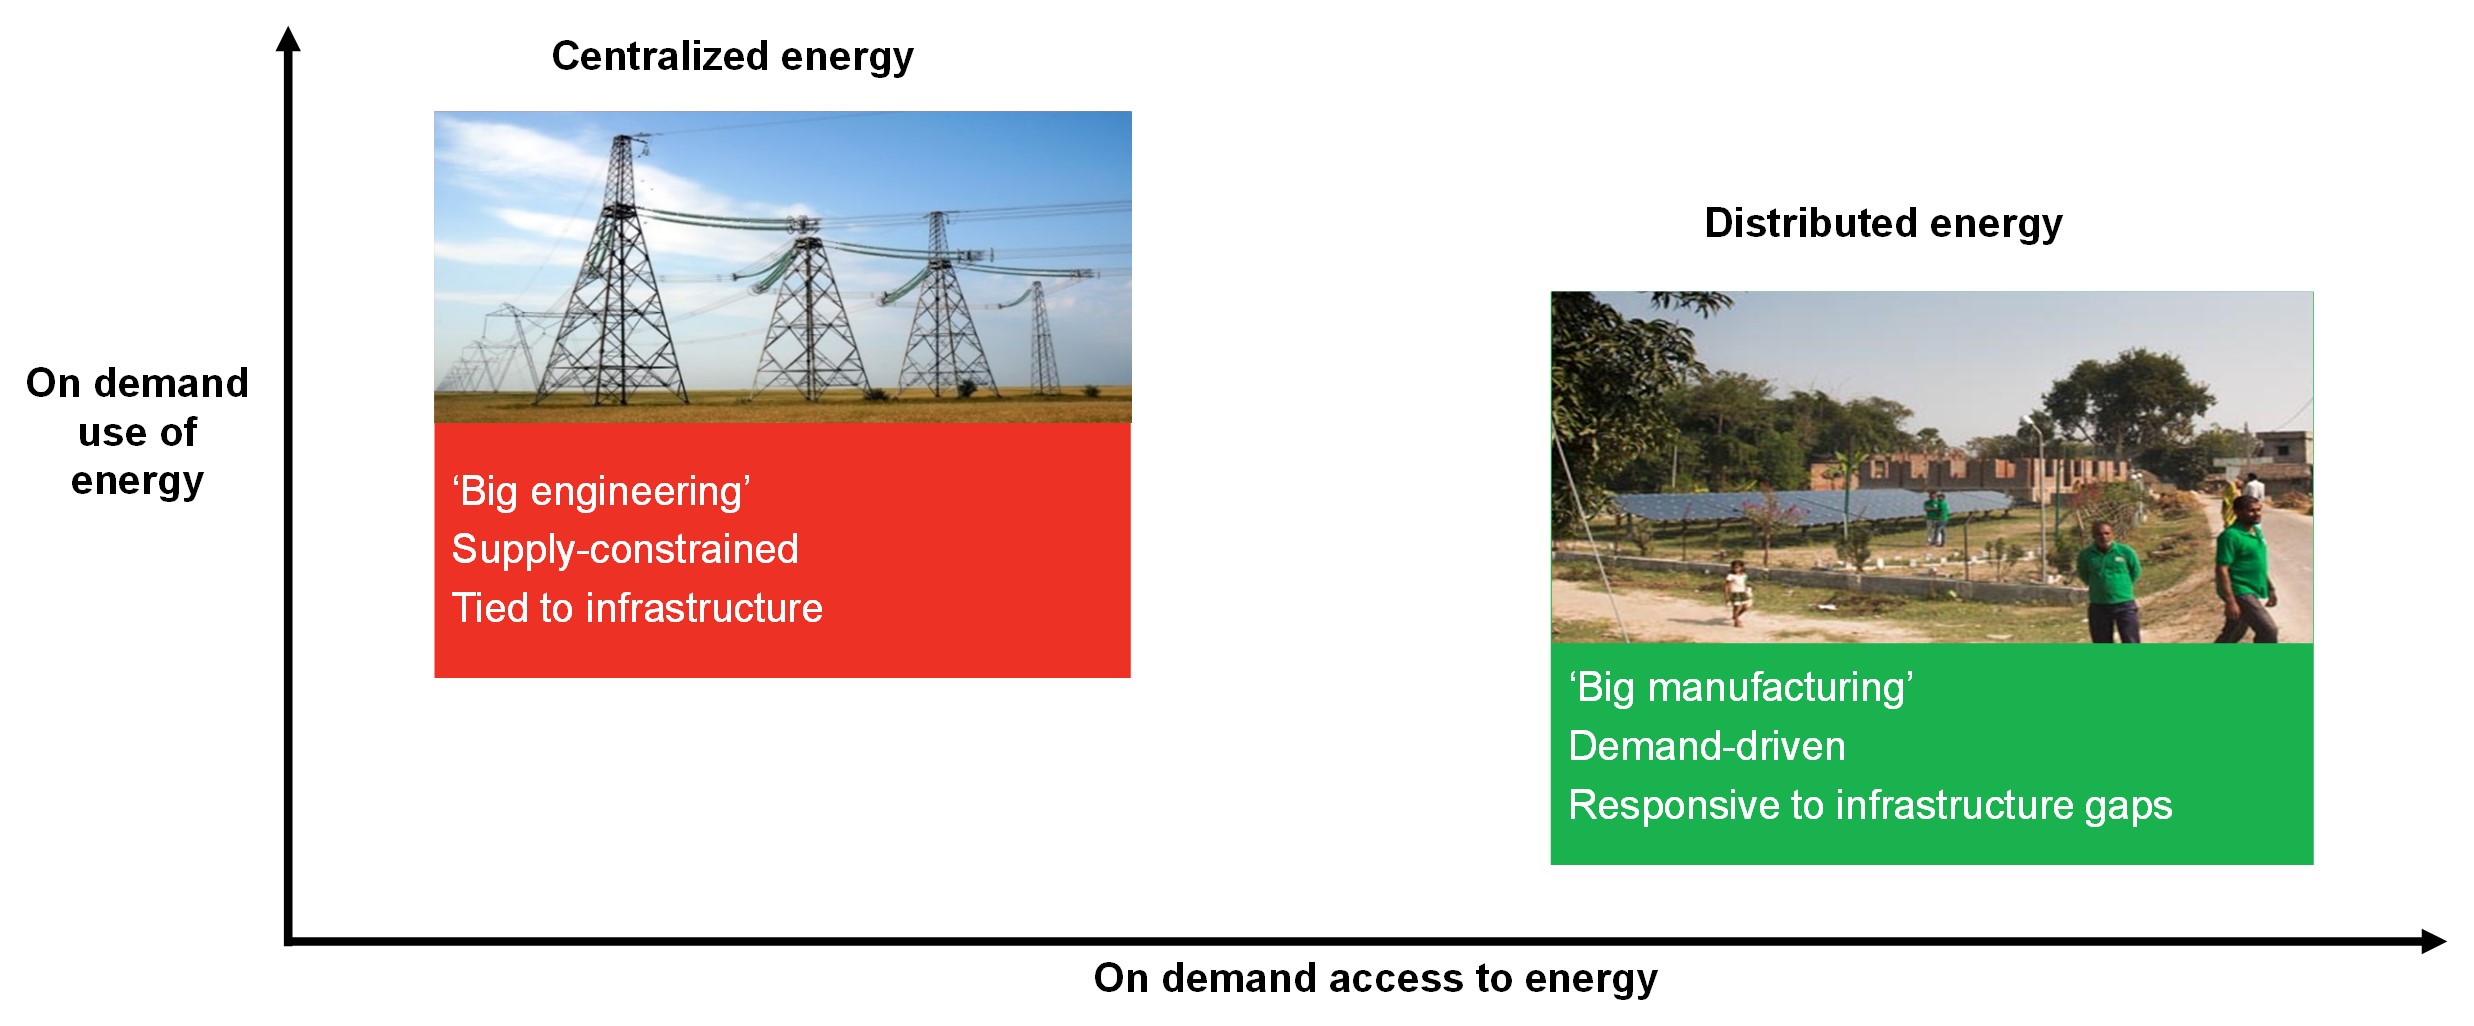 Centralized energy
Distributed energy
On demand
use of
energy
‘Big engineering’
Supply-constrained
Tied to infrastructure
‘Big manufacturing’
Demand-driven
Responsive to infrastructure gaps
On demand access to energy